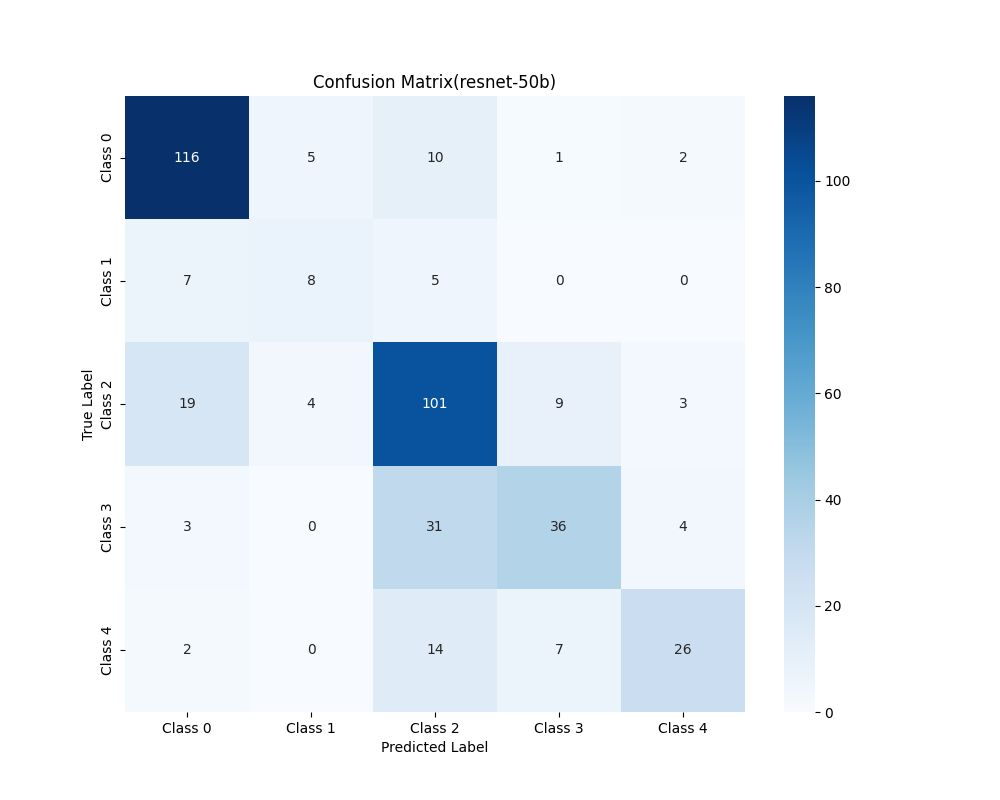 Confusion Matrix(resnet-50b)
True Label
Class 0
116 5 10 1 2
Class 1
7 8 5 0 0
Class 2
19 4 101 9 3
Class 3
3 0 31 36 4
Class 4
2 0 14 7 26
Class 0 Class 1 Class 2 Class 3 Class 4
Predicted Label
100
80
60
40
20
0